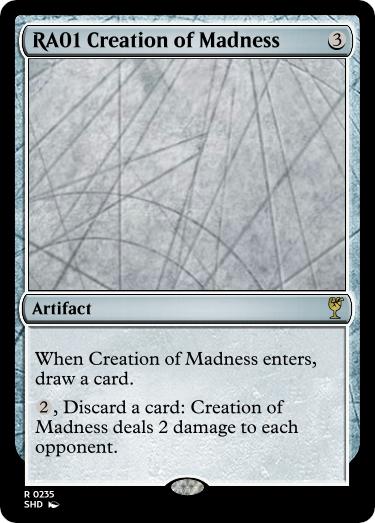 RA01 Creation of Madness 3
Artifact
When Creation of Madness enters,
draw a card.
2, Discard a card: Creation of
Madness deals 2 damage to each
opponent.
R 0235
SHD